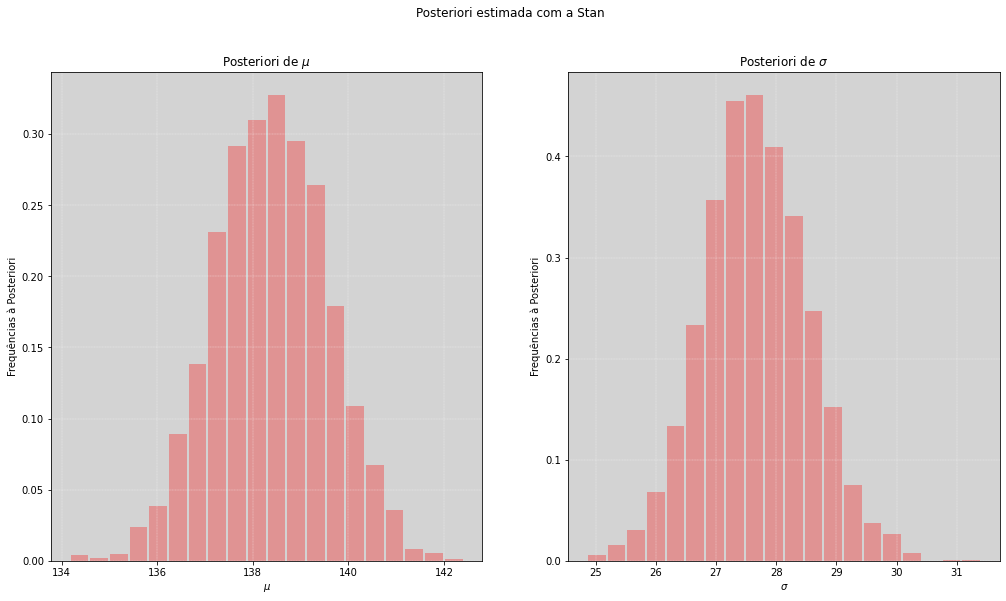 Posteriori estimada com a Stan
Posteriori de μ
Frequências à Posteriori
0.30
0.25
0.20
0.15
0.10
0.05
0.00
134 136 138 140 142
μ
Posteriori de σ
Frequências à Posteriori
0.4
0.3
0.2
0.1
0.0
25 26 27 28 29 30 31
σ